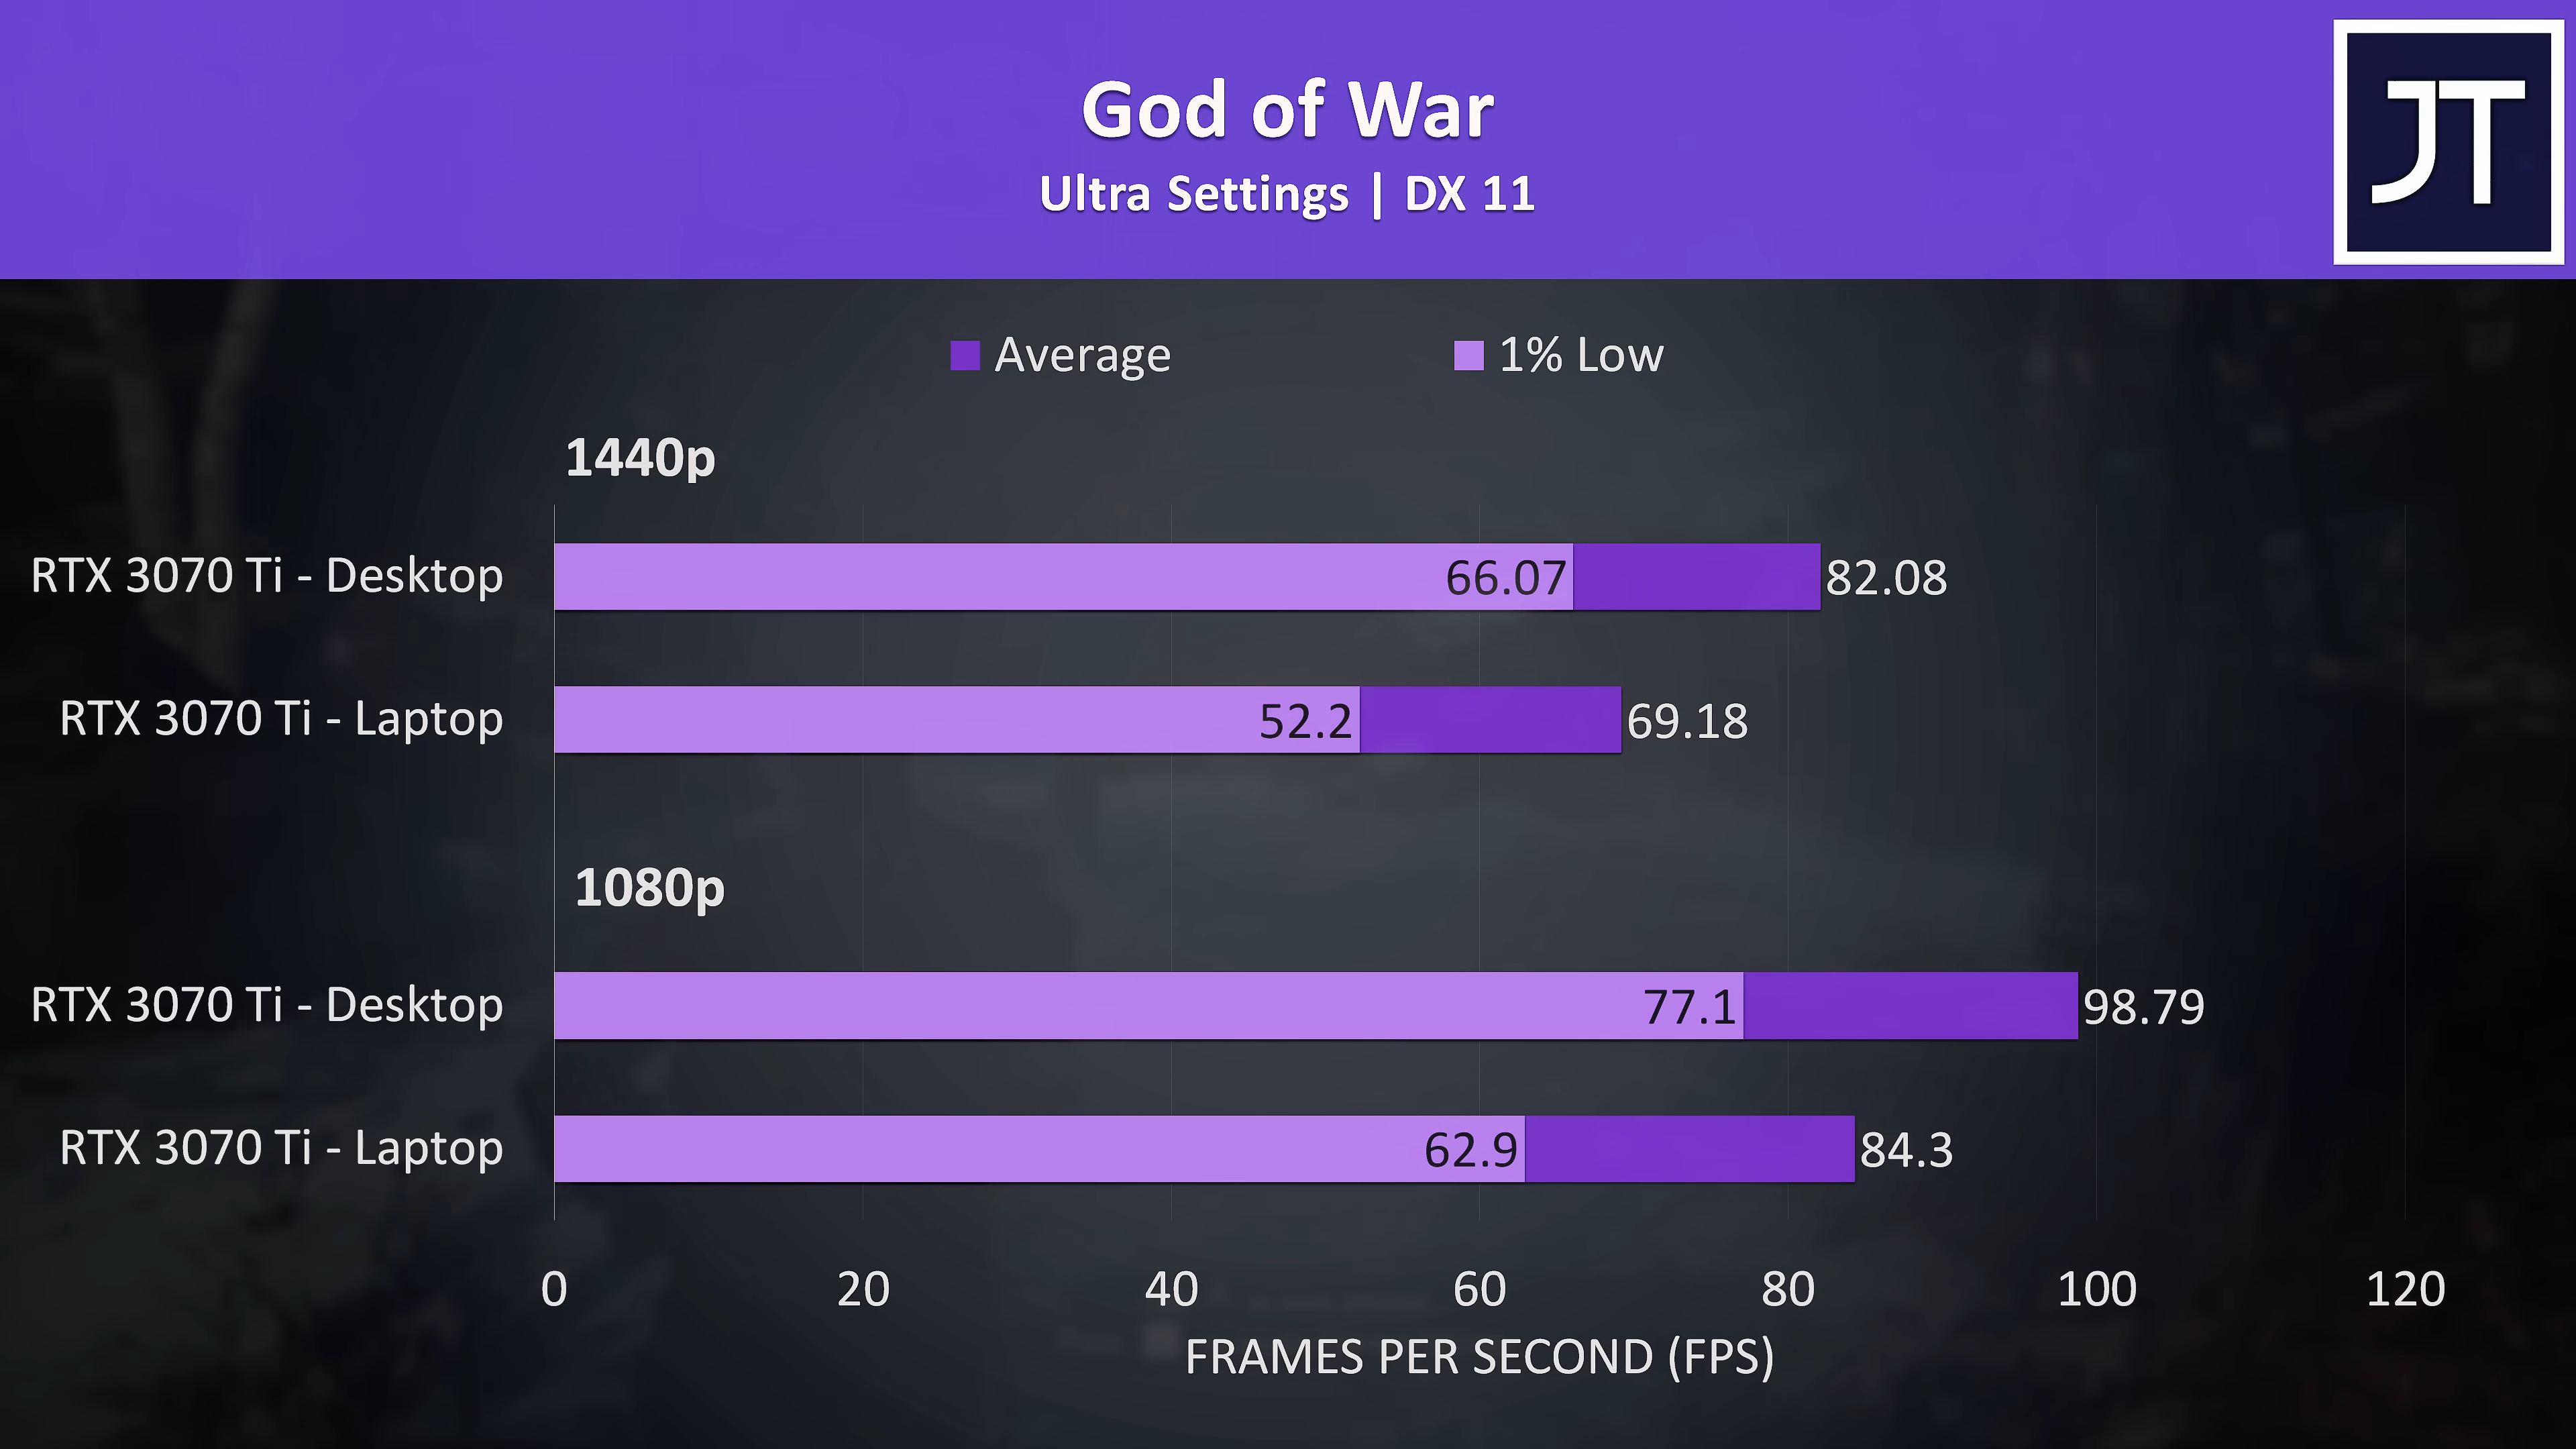 God of War
Ultra Settings | DX 11
JT
Average 1% Low
1440p
RTX 3070 Ti - Desktop 66.07 82.08
RTX 3070 Ti - Laptop 52.2 69.18
1080p
RTX 3070 Ti - Desktop 77.1 98.79
RTX 3070 Ti - Laptop 62.9 84.3
0 20 40 60 80 100 120
FRAMES PER SECOND (FPS)